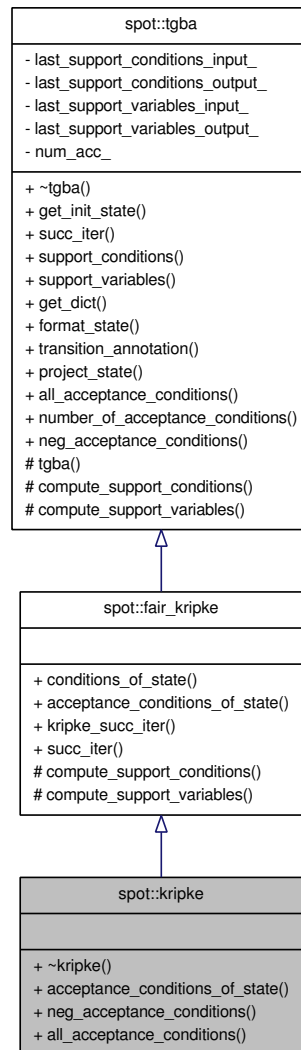 spot::tgba
- last_support_conditions_input_
- last_support_conditions_output_
- last_support_variables_input_
- last_support_variables_output_
- num_acc_
+ ~tgba()
+ get_init_state()
+ succ_iter()
+ support_conditions()
+ support_variables()
+ get_dict()
+ format_state()
+ transition_annotation()
+ project_state()
+ all_acceptance_conditions()
+ number_of_acceptance_conditions()
+ neg_acceptance_conditions()
# tgba()
# compute_support_conditions()
# compute_support_variables()
spot::fair_kripke
+ conditions_of_state()
+ acceptance_conditions_of_state()
+ kripke_succ_iter()
+ succ_iter()
# compute_support_conditions()
# compute_support_variables()
spot::kripke
+ ~kripke()
+ acceptance_conditions_of_state()
+ neg_acceptance_conditions()
+ all_acceptance_conditions()